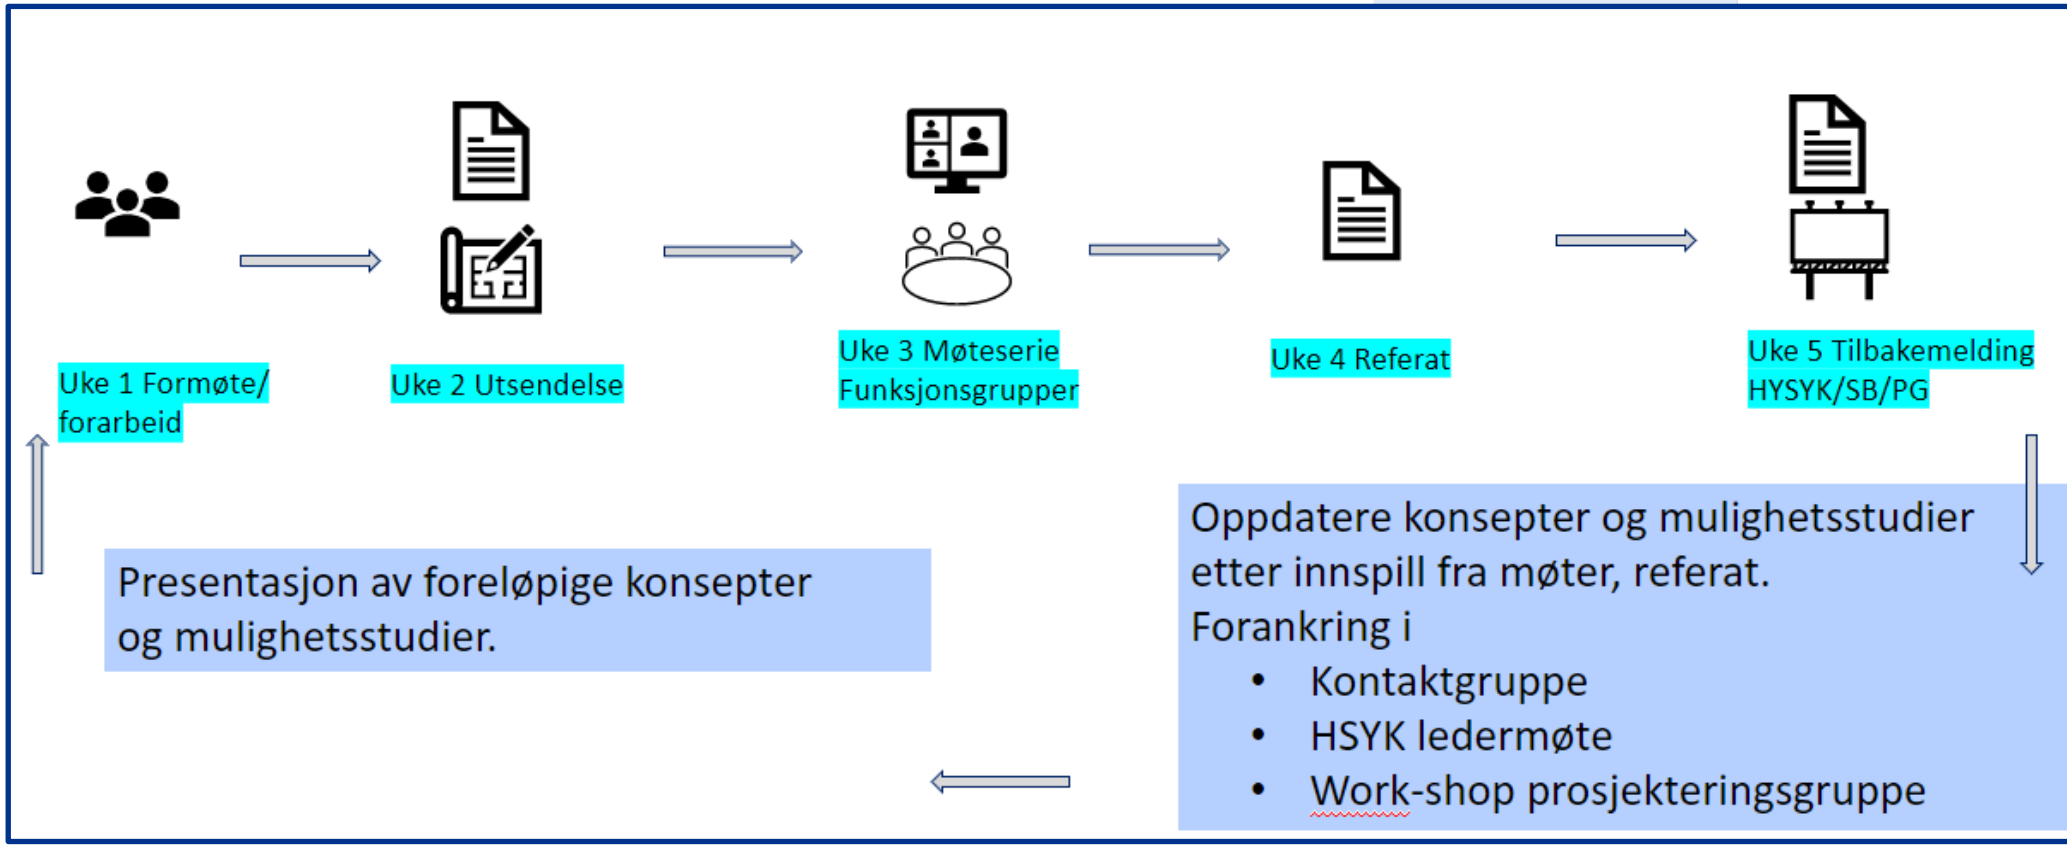 Uke 1 Formøte/
forarbeid
Uke 2 Utsendelse
Uke 3 Møteserie
Funksjonsgrupper
Uke 4 Referat
Uke 5 Tilbakemelding
HYSYK/SB/PG
Oppdatere konsepter og mulighetsstudier
etter innspill fra møter, referat.
Forankring i
• Kontaktgruppe
• HSYK ledermøte
• Work-shop prosjekteringsgruppe
Presentasjon av foreløpige konsepter
og mulighetsstudier.